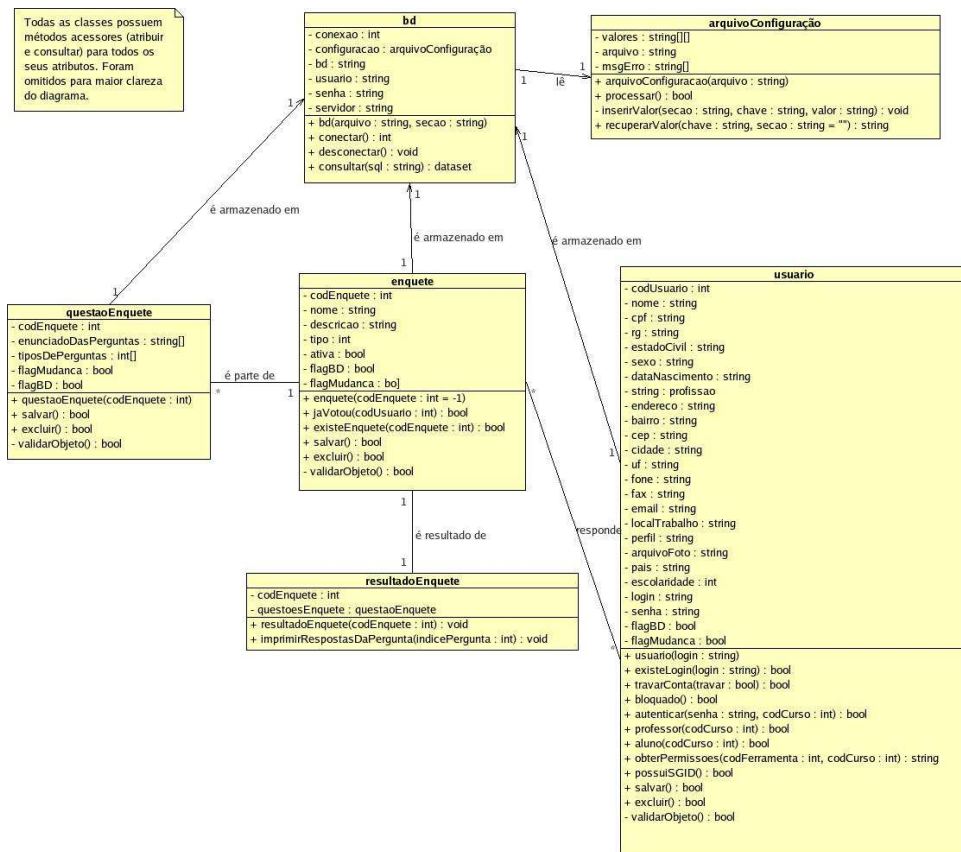 Todas as classes possuem
métodos acessores (atribuir
e consultar) para todos os
seus atributos. Foram
omitidos para maior clareza
do diagrama.
bd
- conexao : int
- configuracao : arquivoConfiguração
- bd : string
- usuario : string
- senha : string
- servidor : string
+ bd(arquivo : string, secao : string)
+ conectar() : int
+ desconectar() : void
+ consultar(sql : string) : dataset
1
lê
1
arquivoConfiguração
- valores : string[][]
- arquivo : string
- msgErro : string[]
+ arquivoConfiguracao(arquivo : string)
+ processar() : bool
- inserirValor(secao : string, chave : string, valor : string) : void
+ recuperarValor(chave : string, secao : string = "") : string
1
é armazenado em
1
1
é armazenado em
1
1
é armazenado em
1
questaoEnquete
- codEnquete : int
- enunciadoDasPerguntas : string[]
- tiposDePerguntas : int[]
- flagMudanca : bool
- flagBD : bool
+ questaoEnquete(codEnquete : int)
+ salvar() : bool
+ excluir() : bool
- validarObjeto() : bool
é parte de
*
1
enquete
- codEnquete : int
- nome : string
- descricao : string
- tipo : int
- ativa : bool
- flagBD : bool
- flagMudanca : bo]
+ enquete(codEnquete : int = -1)
+ jaVotou(codUsuario : int) : bool
+ existeEnquete(codEnquete : int) : bool
+ salvar() : bool
+ excluir() : bool
- validarObjeto() : bool
*
responde
*
1
é resultado de
1
resultadoEnquete
- codEnquete : int
- questoesEnquete : questaoEnquete
+ resultadoEnquete(codEnquete : int) : void
+ imprimirRespostasDaPergunta(indicePergunta : int) : void
usuario
- codUsuario : int
- nome : string
- cpf : string
- rg : string
- estadoCivil : string
- sexo : string
- dataNascimento : string
- string : profissao
- endereco : string
- bairro : string
- cep : string
- cidade : string
- uf : string
- fone : string
- fax : string
- email : string
- localTrabalho : string
- perfil : string
- arquivoFoto : string
- pais : string
- escolaridade : int
- login : string
- senha : string
- flagBD : bool
- flagMudanca : bool
+ usuario(login : string)
+ existeLogin(login : string) : bool
+ travarConta(travar : bool) : bool
+ bloquado() : bool
+ autenticar(senha : string, codCurso : int) : bool
+ professor(codCurso : int) : bool
+ aluno(codCurso : int) : bool
+ obterPermissoes(codFerramenta : int, codCurso : int) : string
+ possuiSGID() : bool
+ salvar() : bool
+ excluir() : bool
- validarObjeto() : bool